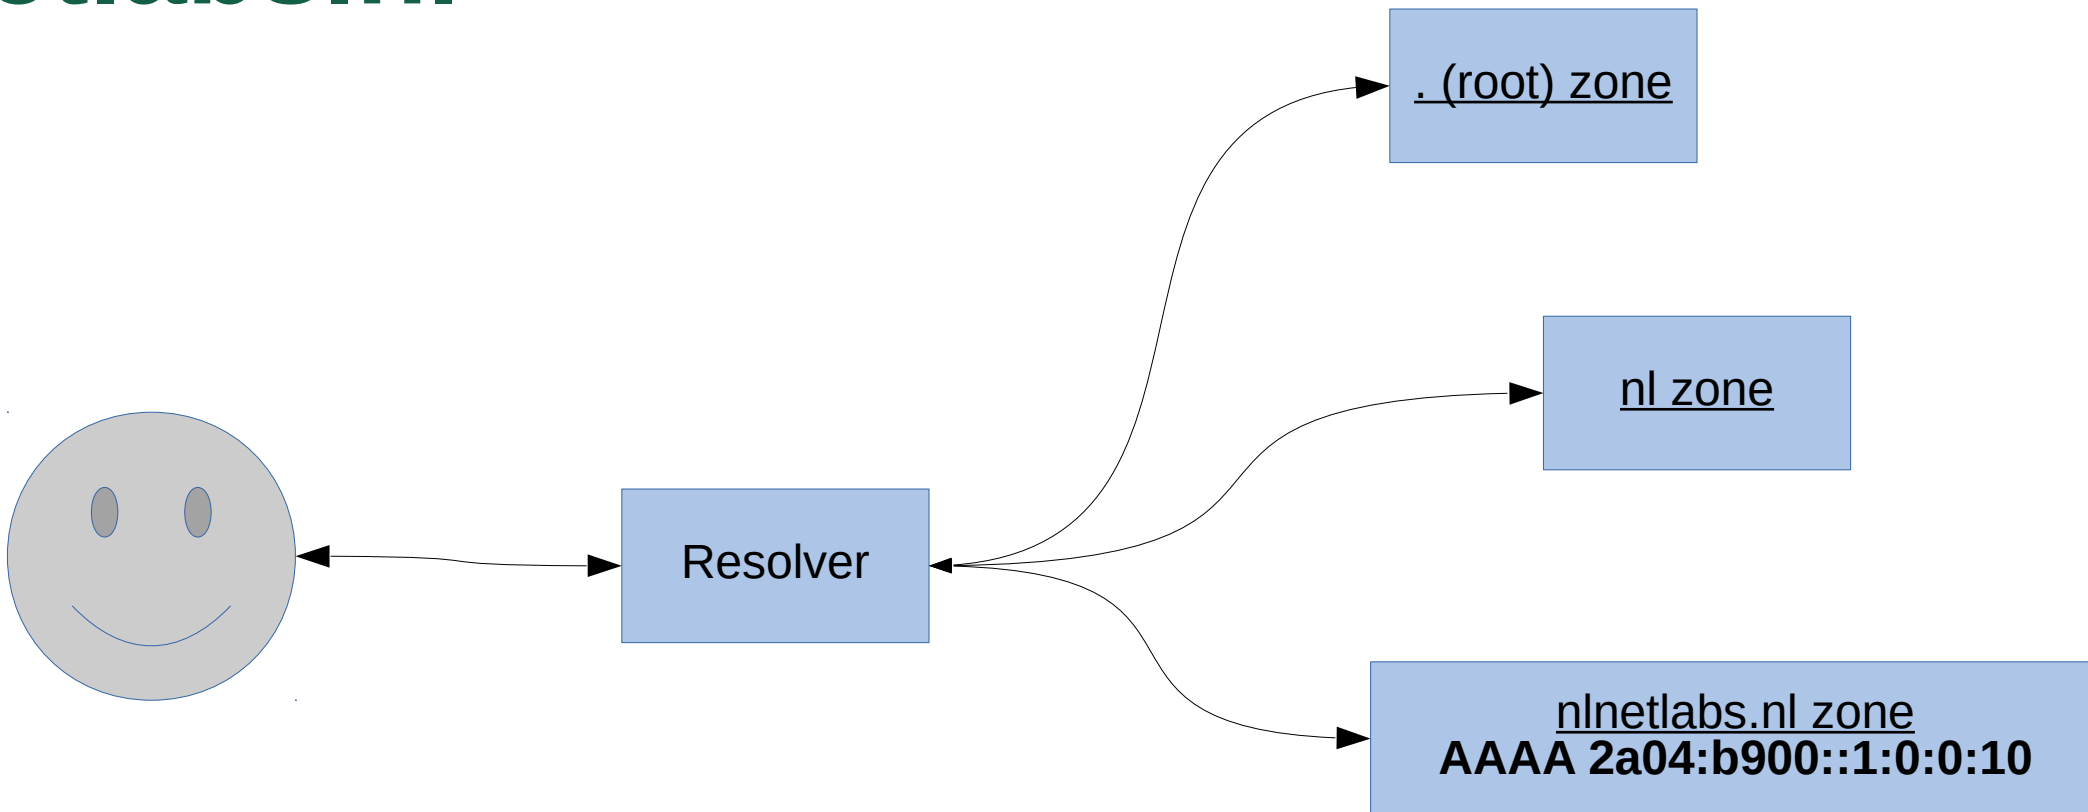 . (root) zone
nl zone
Resolver
nlnetlabs.nl zone
AAAA 2a04:b900::1:0:0:10